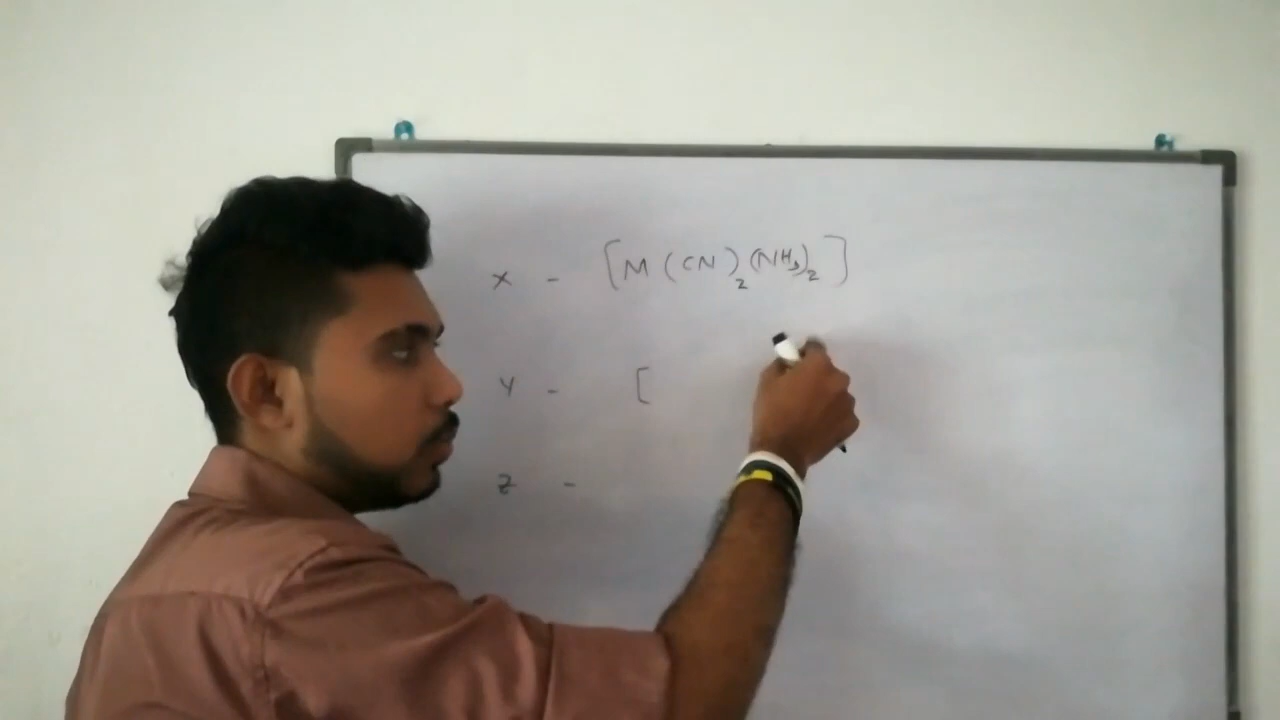 X - [M(CN)₂(NH₃)₂]
Y - [
Z -